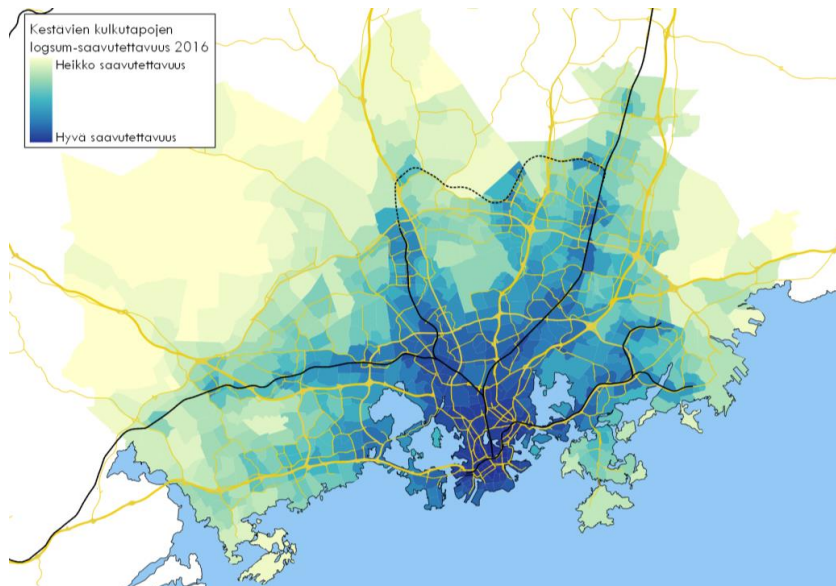 Kestävien kulkutapojen
logsum-saavutettavuus 2016
Heikko saavutettavuus
Hyvä saavutettavuus